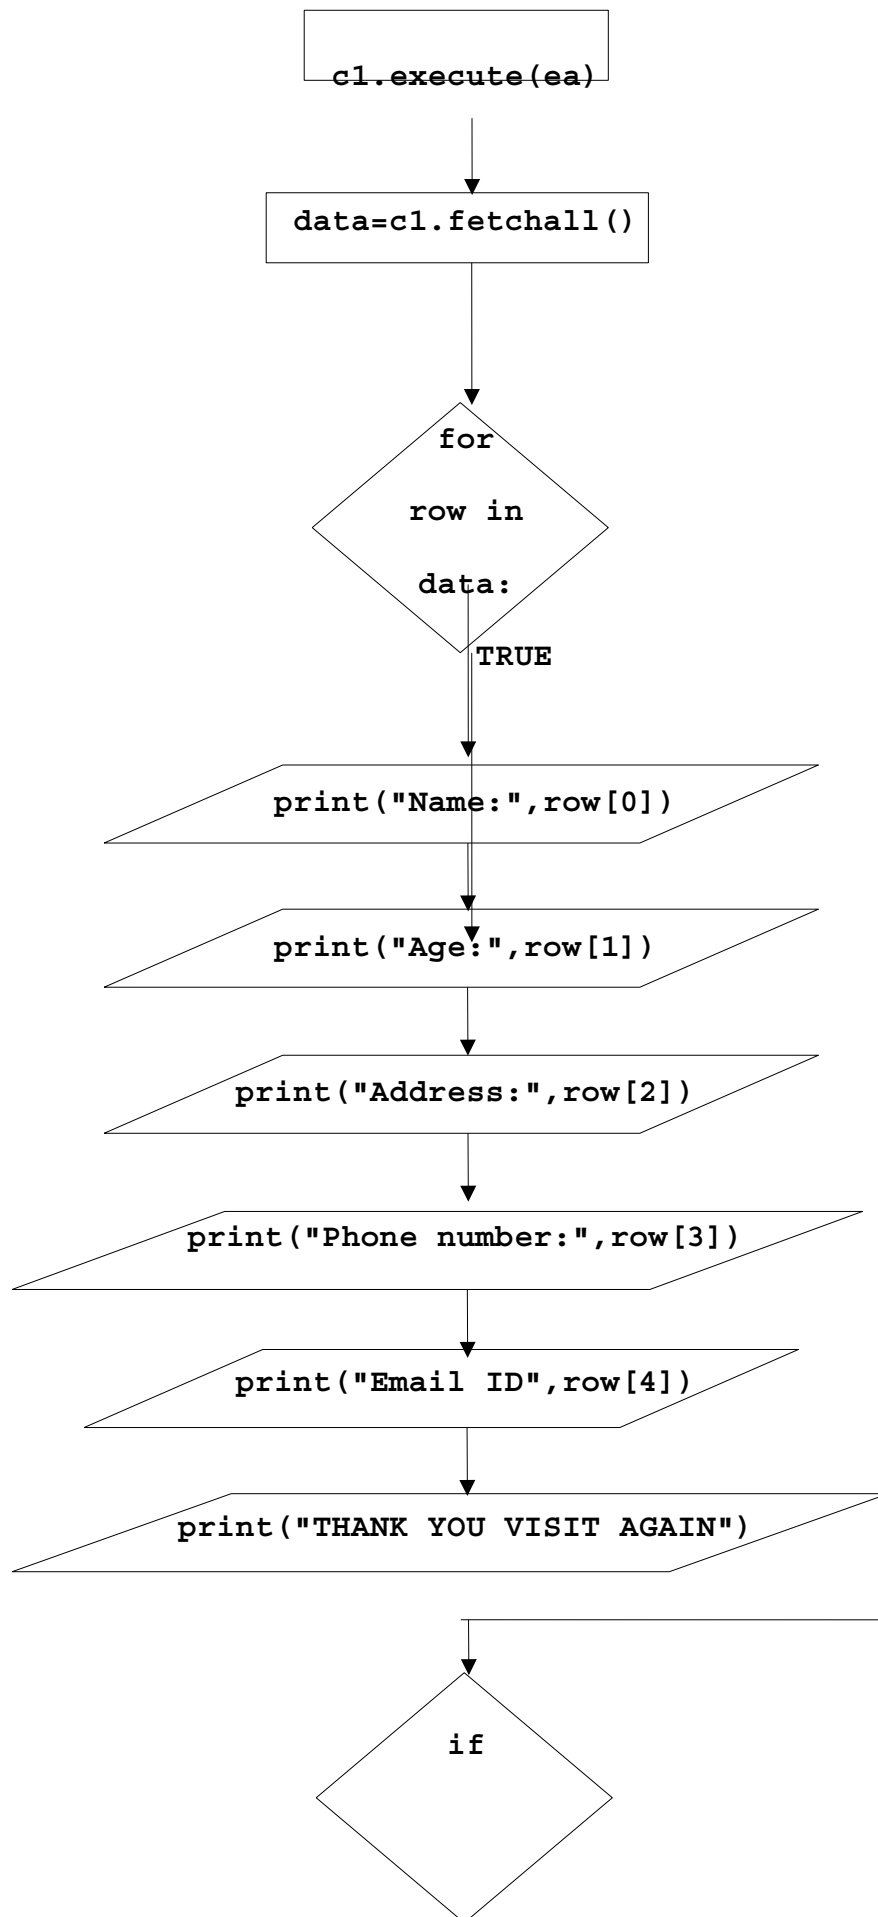 c1.execute(ea)
data=c1.fetchall()
for
row in
data:
TRUE
print("Name:",row[0])
print("Age:",row[1])
print("Address:",row[2])
print("Phone number:",row[3])
print("Email ID",row[4])
print("THANK YOU VISIT AGAIN")
if